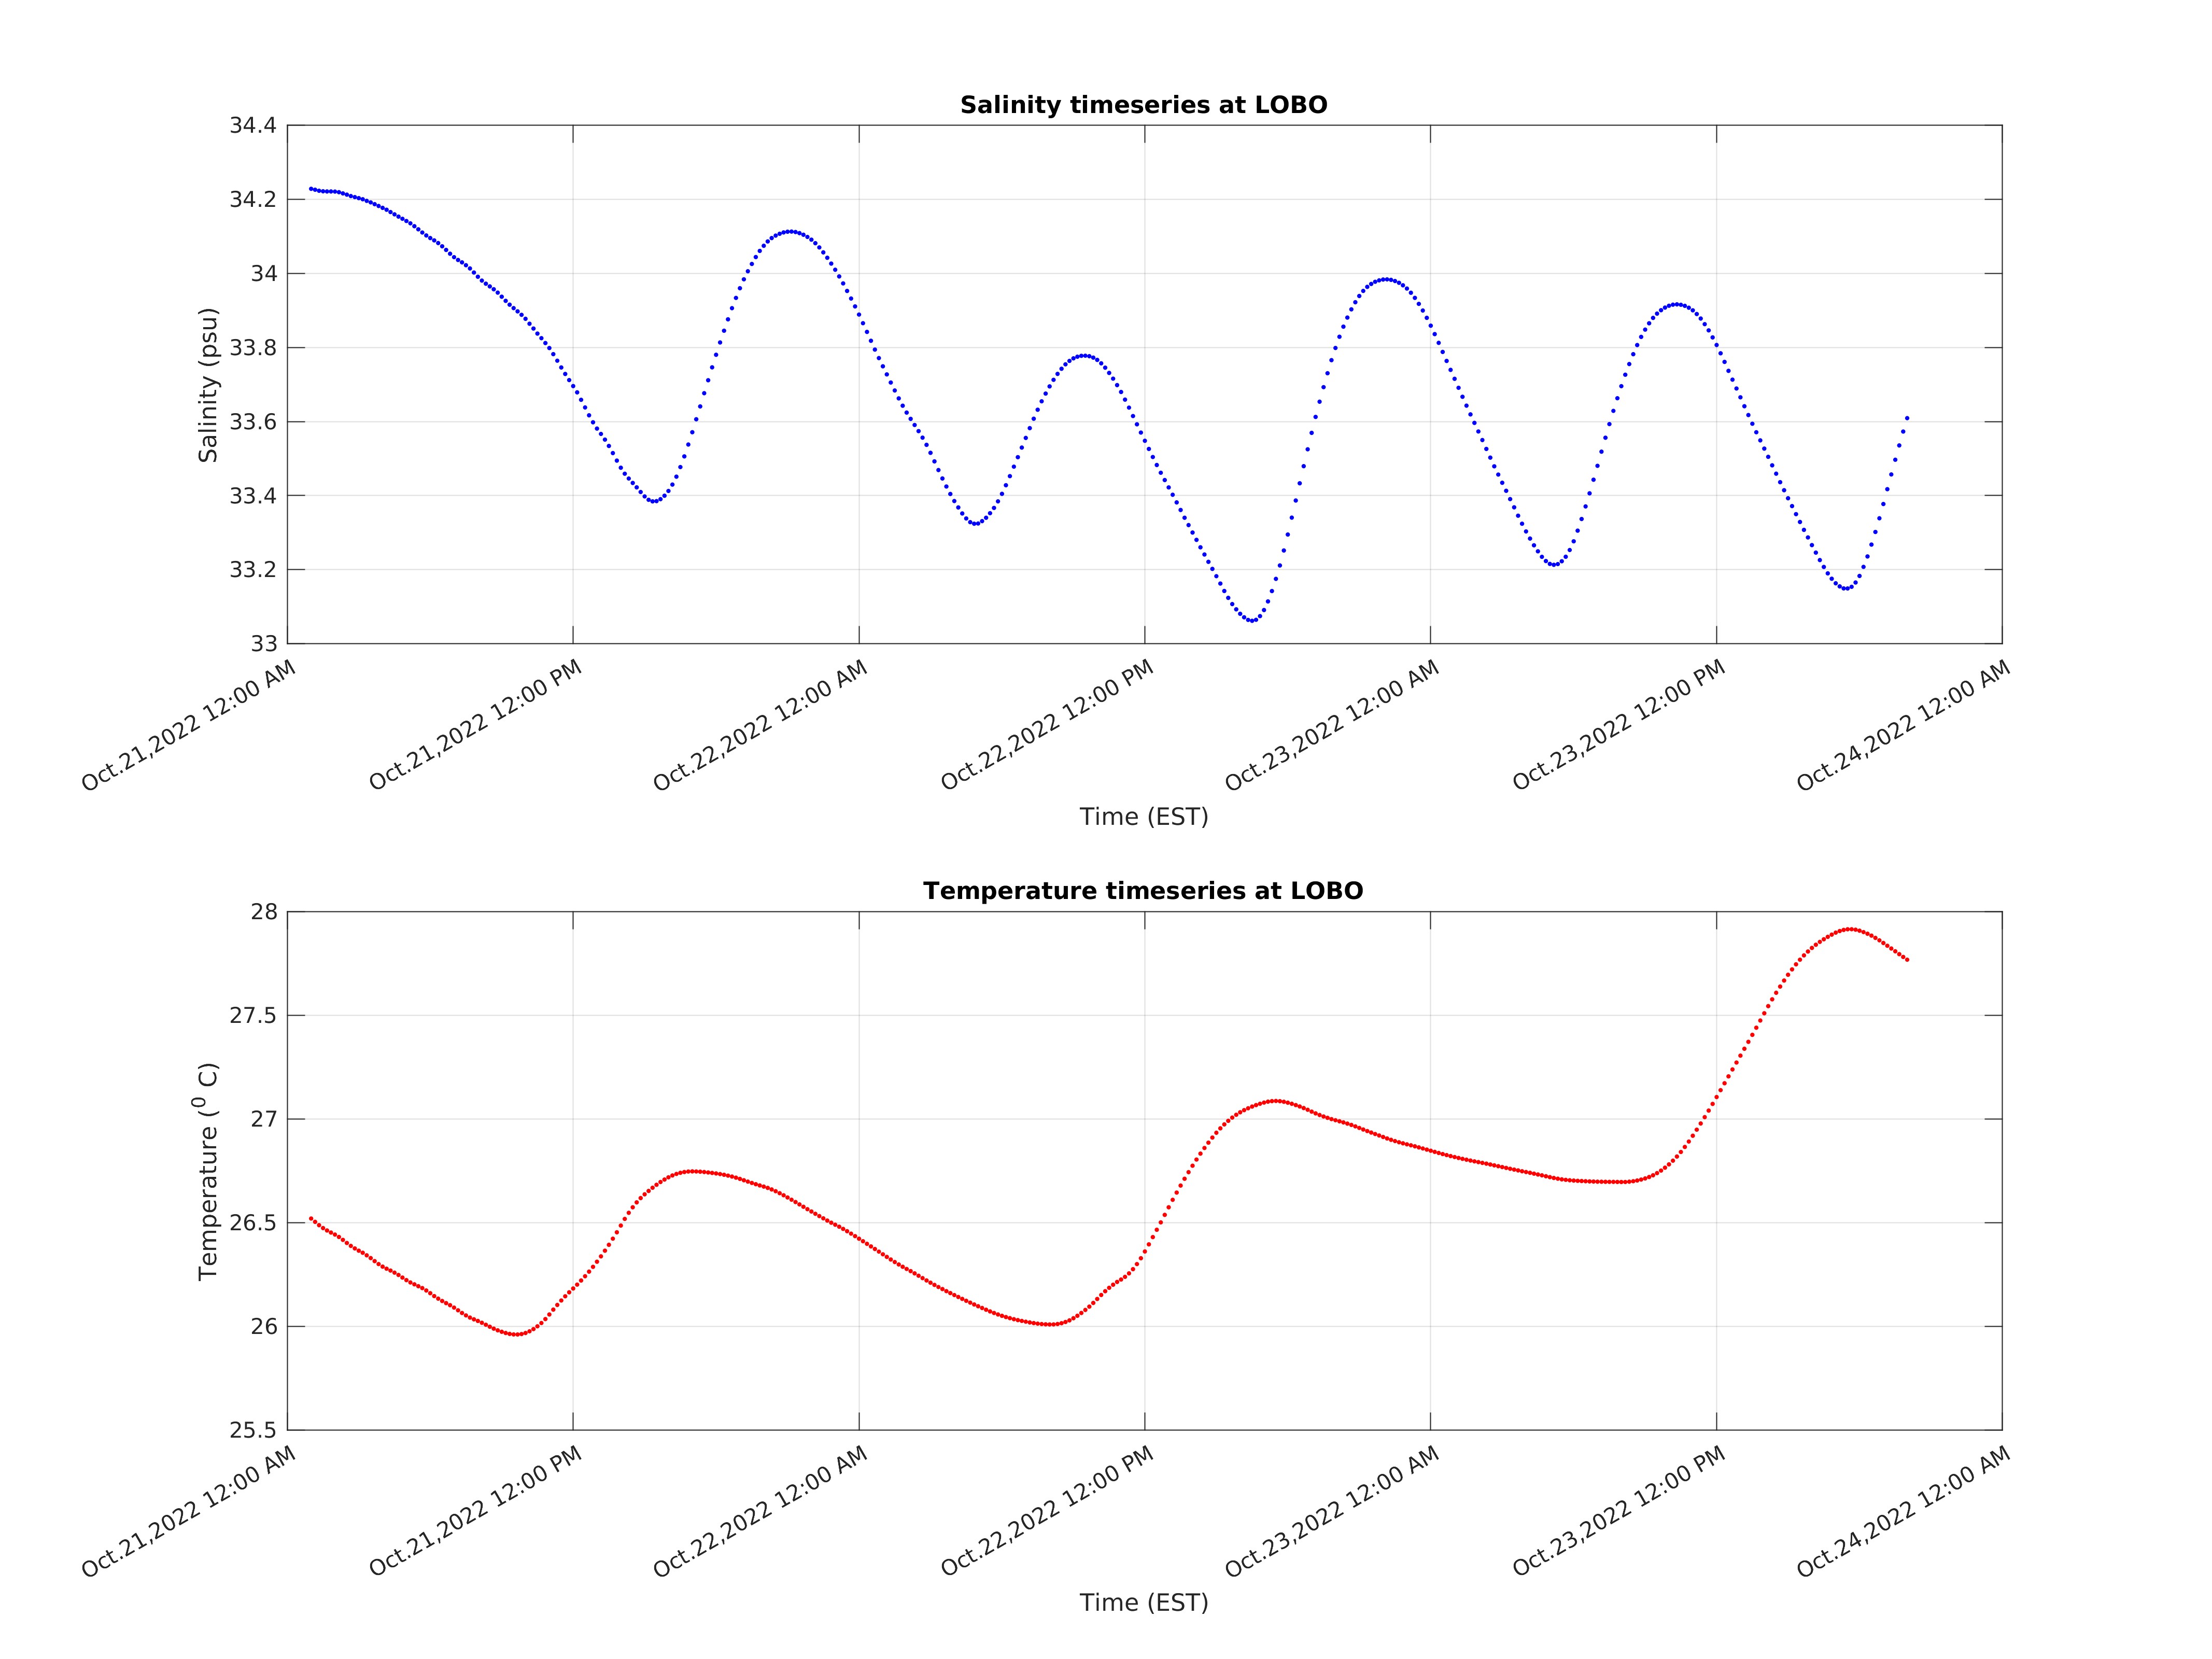 Salinity timeseries at LOBO
34.4
34.2
34
33.8
33.6
33.4
33.2
33
Salinity (psu)
Oct.21,2022 12:00 AM
Oct.21,2022 12:00 PM
Oct.22,2022 12:00 AM
Oct.22,2022 12:00 PM
Oct.23,2022 12:00 AM
Oct.23,2022 12:00 PM
Oct.24,2022 12:00 AM
Time (EST)
Temperature timeseries at LOBO
28
27.5
27
26.5
26
25.5
Temperature (⁰ C)
Oct.21,2022 12:00 AM
Oct.21,2022 12:00 PM
Oct.22,2022 12:00 AM
Oct.22,2022 12:00 PM
Oct.23,2022 12:00 AM
Oct.23,2022 12:00 PM
Oct.24,2022 12:00 AM
Time (EST)